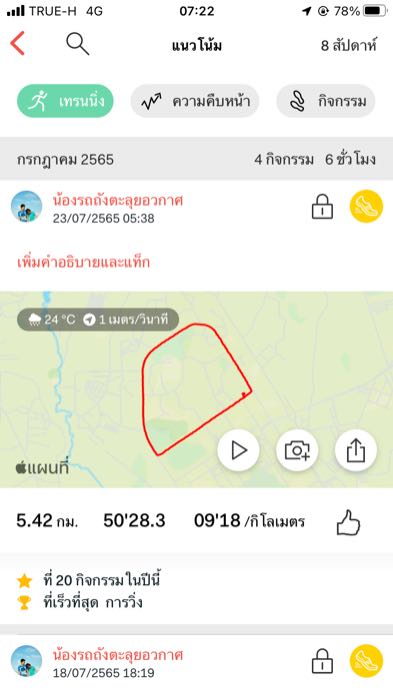 TRUE-H 4G 07:22 78%
แนวโน้ม 8 สัปดาห์
เทรนนิ่ง ความคืบหน้า กิจกรรม
กรกฎาคม 2565 4 กิจกรรม 6 ชั่วโมง
น้องรถถังตะลุยอวกาศ
23/07/2565 05:38
เพิ่มคำอธิบายและแท็ก
24 °C 1 เมตร/วินาที
แผนที่
5.42 กม. 50'28.3 09'18 /กิโลเมตร
ที่ 20 กิจกรรม ในปีนี้
ที่เร็วที่สุด การวิ่ง
น้องรถถังตะลุยอวกาศ
18/07/2565 18:19